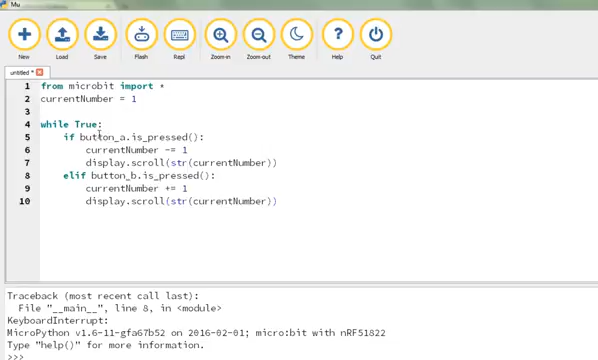 Mu
New Load Save Flash Repl Zoom-in Zoom-out Theme Help Quit
untitled *
1 from microbit import *
2 currentNumber = 1
3
4 while True:
5     if button_a.is_pressed():
6         currentNumber -= 1
7         display.scroll(str(currentNumber))
8     elif button_b.is_pressed():
9         currentNumber += 1
10         display.scroll(str(currentNumber))
Traceback (most recent call last):
  File "__main__", line 8, in <module>
KeyboardInterrupt:
MicroPython v1.6-11-gfa67b52 on 2016-02-01; micro:bit with nRF51822
Type "help()" for more information.
>>>